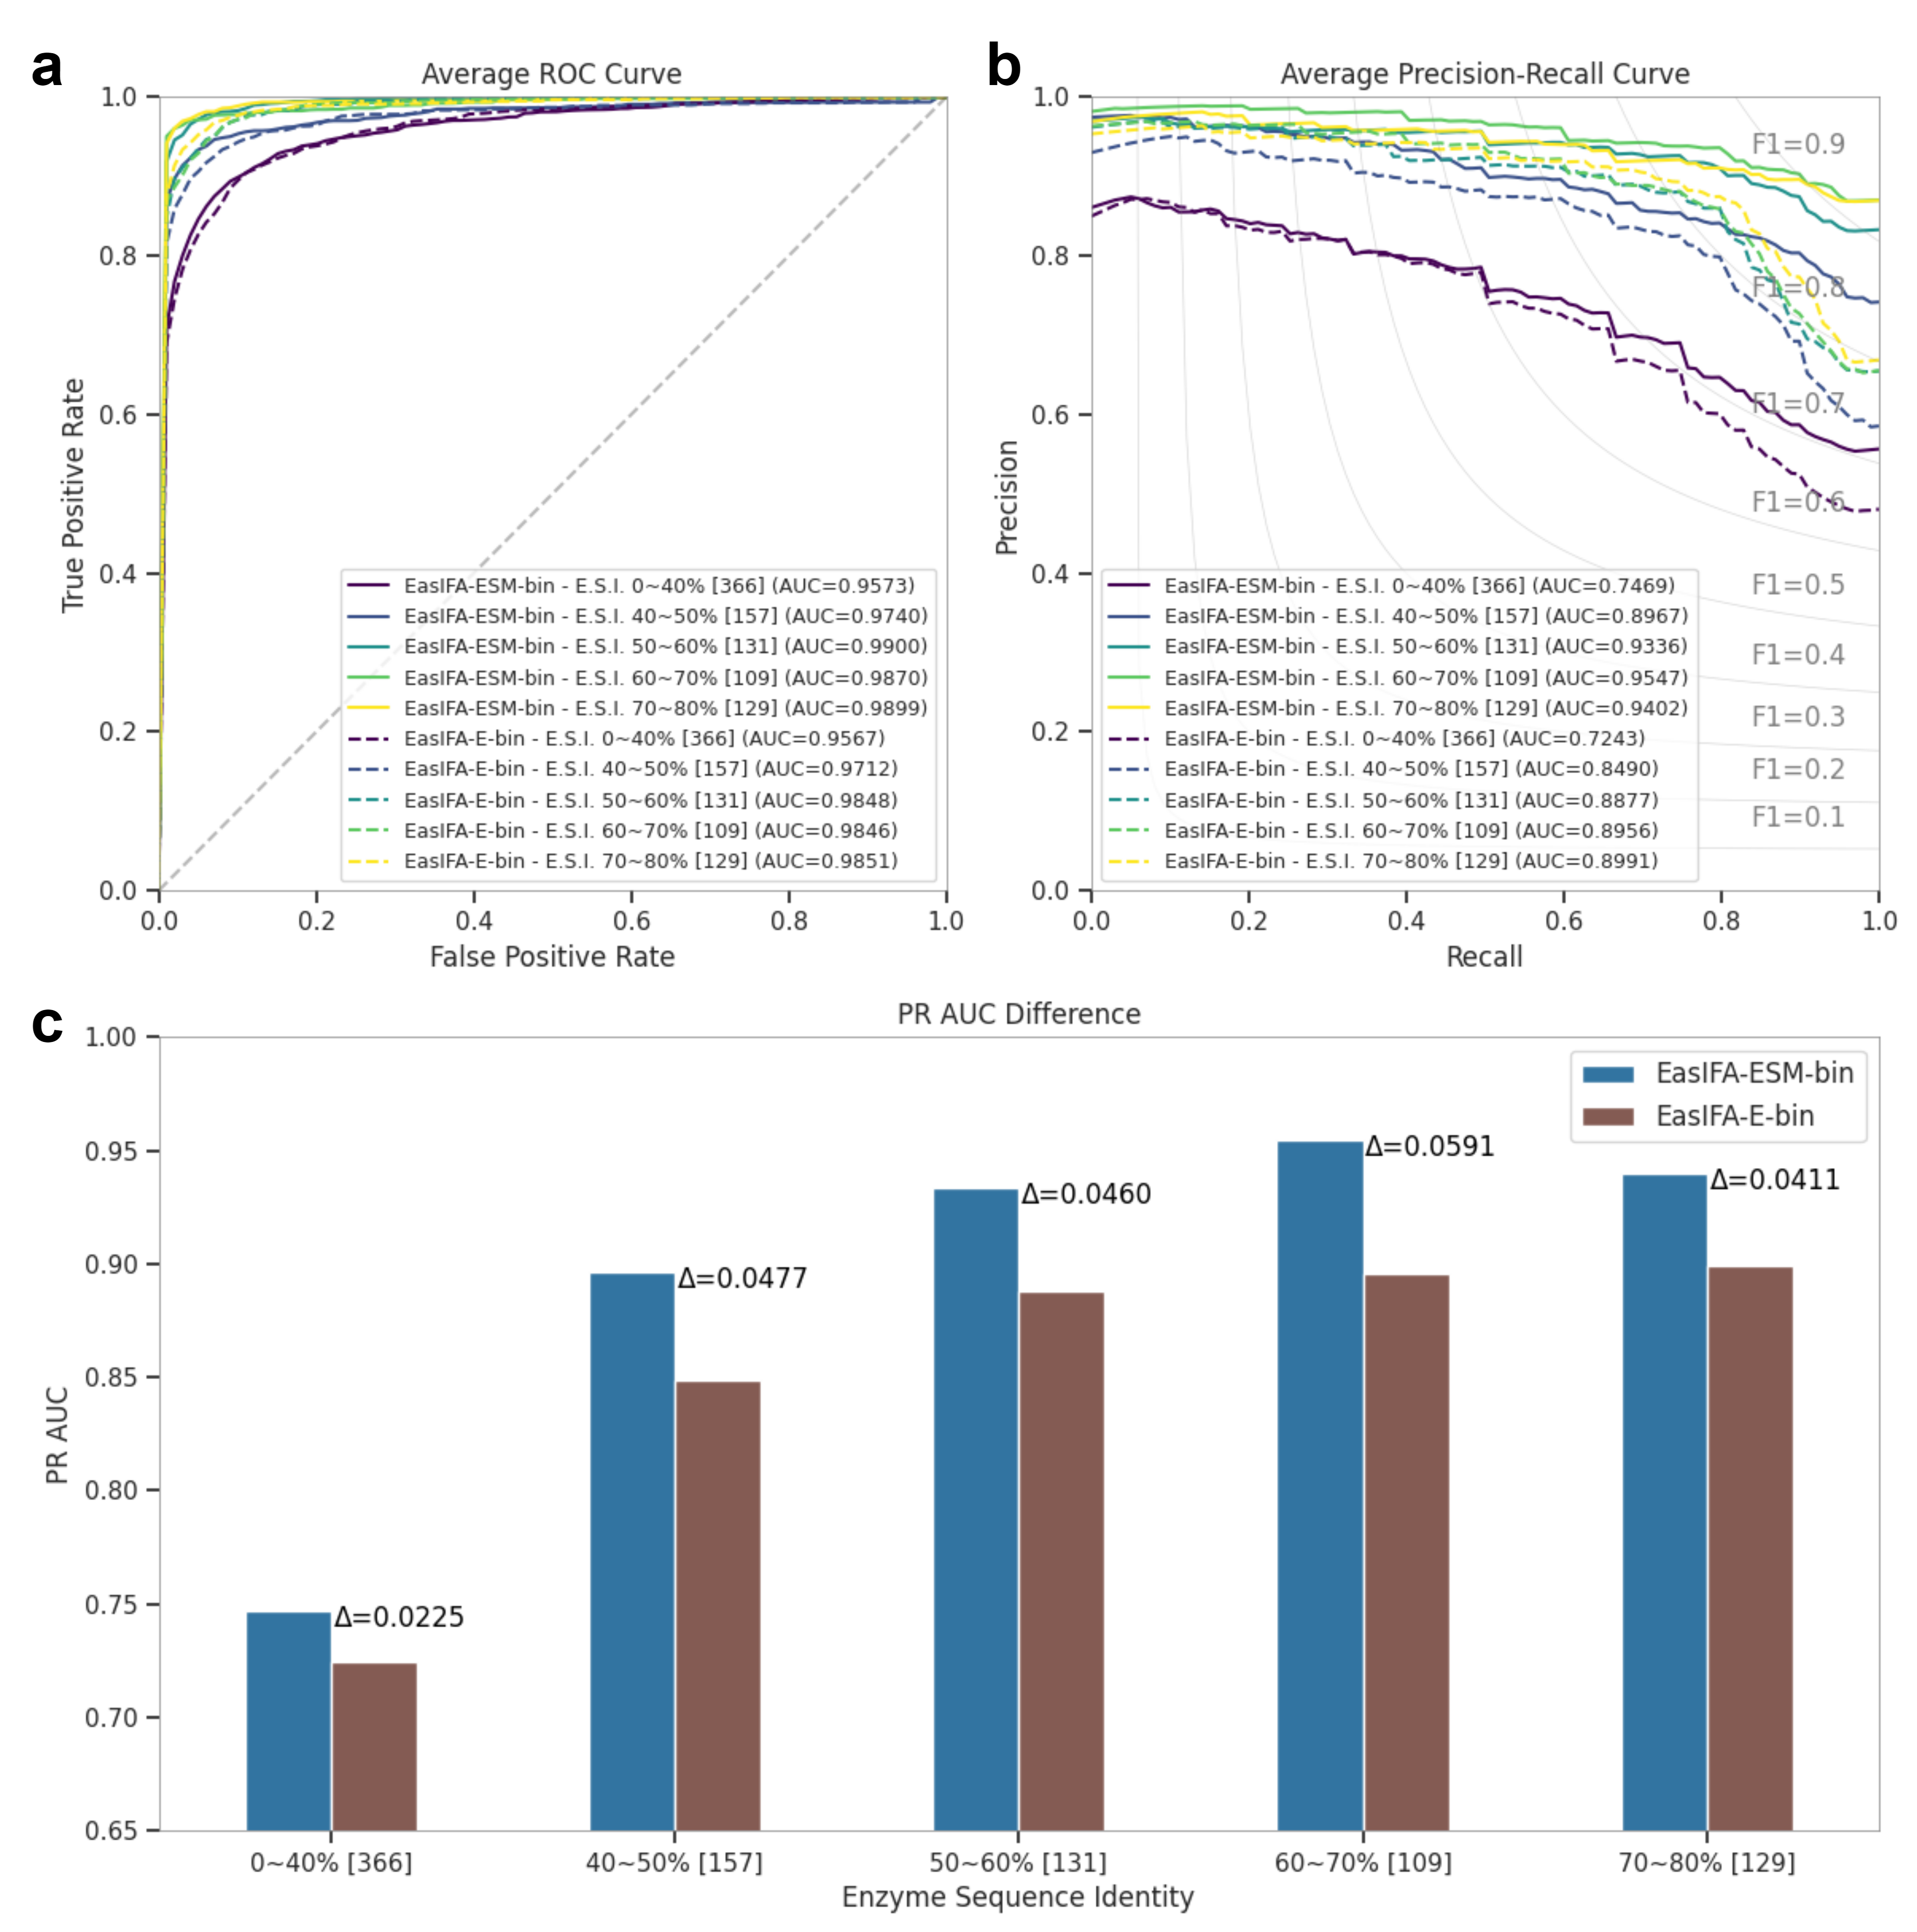 a
Average ROC Curve
1.0
0.8
0.6
0.4
0.2
0.0
True Positive Rate
EasIFA-ESM-bin - E.S.I. 0~40% [366] (AUC=0.9573)
EasIFA-ESM-bin - E.S.I. 40~50% [157] (AUC=0.9740)
EasIFA-ESM-bin - E.S.I. 50~60% [131] (AUC=0.9900)
EasIFA-ESM-bin - E.S.I. 60~70% [109] (AUC=0.9870)
EasIFA-ESM-bin - E.S.I. 70~80% [129] (AUC=0.9899)
EasIFA-E-bin - E.S.I. 0~40% [366] (AUC=0.9567)
EasIFA-E-bin - E.S.I. 40~50% [157] (AUC=0.9712)
EasIFA-E-bin - E.S.I. 50~60% [131] (AUC=0.9848)
EasIFA-E-bin - E.S.I. 60~70% [109] (AUC=0.9846)
EasIFA-E-bin - E.S.I. 70~80% [129] (AUC=0.9851)
0.0 0.2 0.4 0.6 0.8 1.0
False Positive Rate
b
Average Precision-Recall Curve
1.0
0.8
0.6
0.4
0.2
0.0
Precision
F1=0.9
F1=0.8
F1=0.7
F1=0.6
F1=0.5
F1=0.4
F1=0.3
F1=0.2
F1=0.1
EasIFA-ESM-bin - E.S.I. 0~40% [366] (AUC=0.7469)
EasIFA-ESM-bin - E.S.I. 40~50% [157] (AUC=0.8967)
EasIFA-ESM-bin - E.S.I. 50~60% [131] (AUC=0.9336)
EasIFA-ESM-bin - E.S.I. 60~70% [109] (AUC=0.9547)
EasIFA-ESM-bin - E.S.I. 70~80% [129] (AUC=0.9402)
EasIFA-E-bin - E.S.I. 0~40% [366] (AUC=0.7243)
EasIFA-E-bin - E.S.I. 40~50% [157] (AUC=0.8490)
EasIFA-E-bin - E.S.I. 50~60% [131] (AUC=0.8877)
EasIFA-E-bin - E.S.I. 60~70% [109] (AUC=0.8956)
EasIFA-E-bin - E.S.I. 70~80% [129] (AUC=0.8991)
0.0 0.2 0.4 0.6 0.8 1.0
Recall
c
PR AUC Difference
1.00
0.95
0.90
0.85
0.80
0.75
0.70
0.65
PR AUC
EasIFA-ESM-bin
EasIFA-E-bin
Δ=0.0225
Δ=0.0477
Δ=0.0460
Δ=0.0591
Δ=0.0411
0~40% [366] 40~50% [157] 50~60% [131] 60~70% [109] 70~80% [129]
Enzyme Sequence Identity